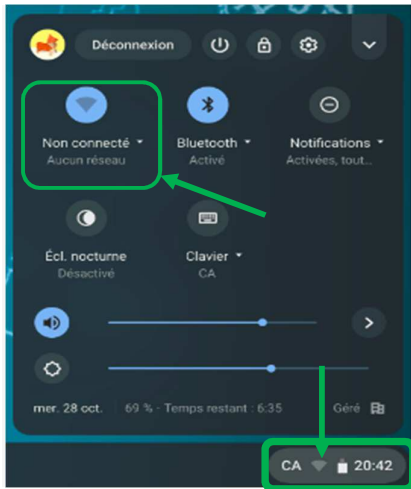 Déconnexion
Non connecté
Aucun réseau
Bluetooth
Activé
Notifications
Activées, tout...
Écl. nocturne
Désactivé
Clavier
CA
mer. 28 oct.
69 % - Temps restant : 6:35
Géré
CA
20:42